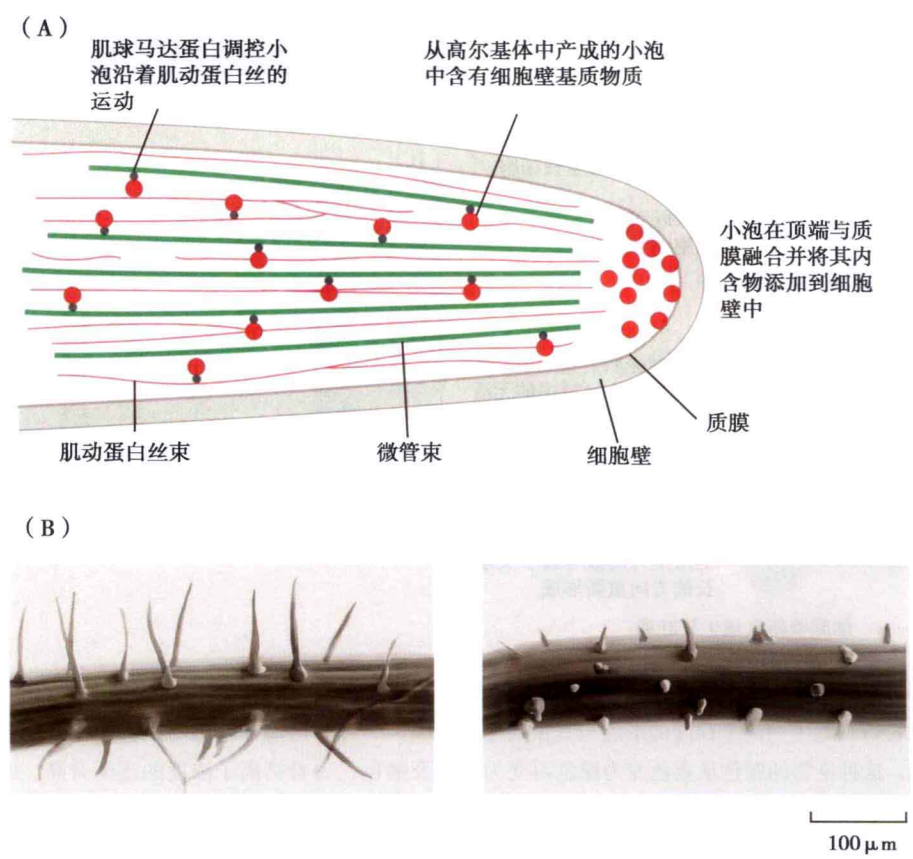 （A）
肌球马达蛋白调控小
泡沿着肌动蛋白丝的
运动
从高尔基体中产成的小泡
中含有细胞壁基质物质
小泡在顶端与质
膜融合并将其内
含物添加到细胞
壁中
质膜
肌动蛋白丝束
微管束
细胞壁
（B）
100 μm